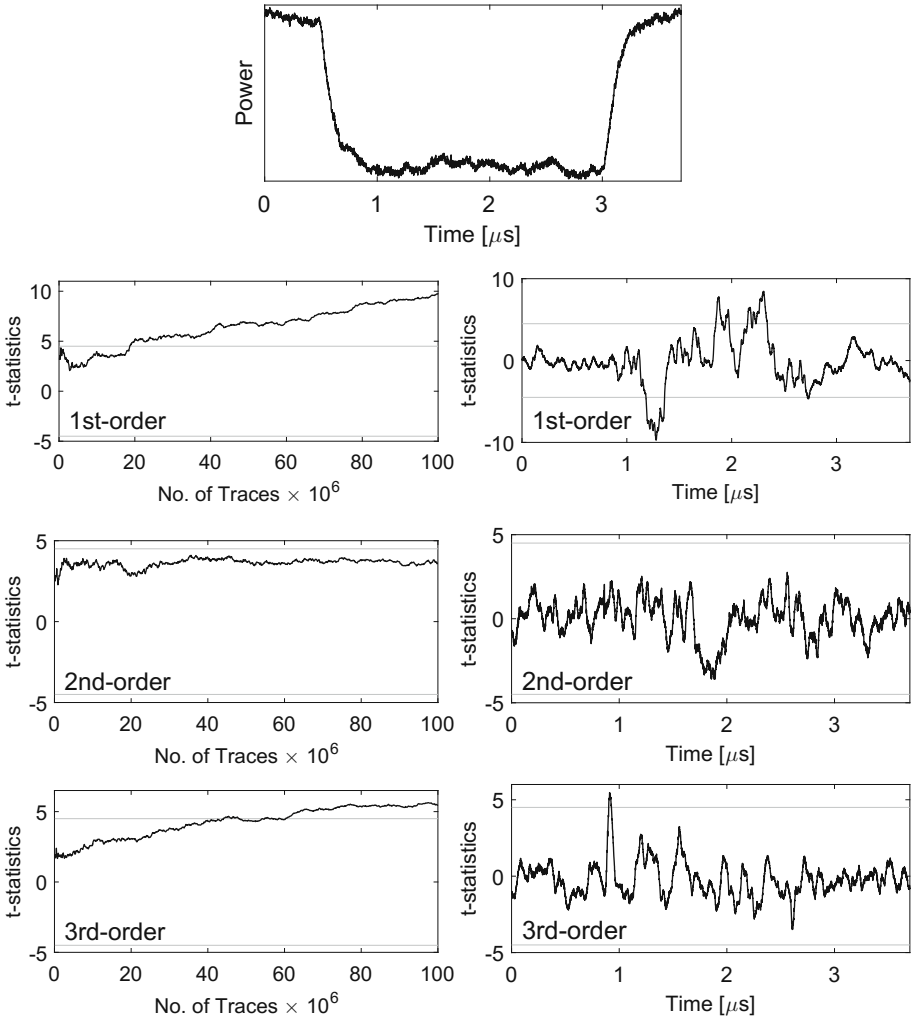 Power
0 1 2 3
Time [μs]
t-statistics
10
5
0
-5
1st-order
0 20 40 60 80 100
No. of Traces × 10⁶
t-statistics
10
5
0
-5
-10
1st-order
0 1 2 3
Time [μs]
t-statistics
5
0
-5
2nd-order
0 20 40 60 80 100
No. of Traces × 10⁶
t-statistics
5
0
-5
2nd-order
0 1 2 3
Time [μs]
t-statistics
5
0
-5
3rd-order
0 20 40 60 80 100
No. of Traces × 10⁶
t-statistics
5
0
-5
3rd-order
0 1 2 3
Time [μs]